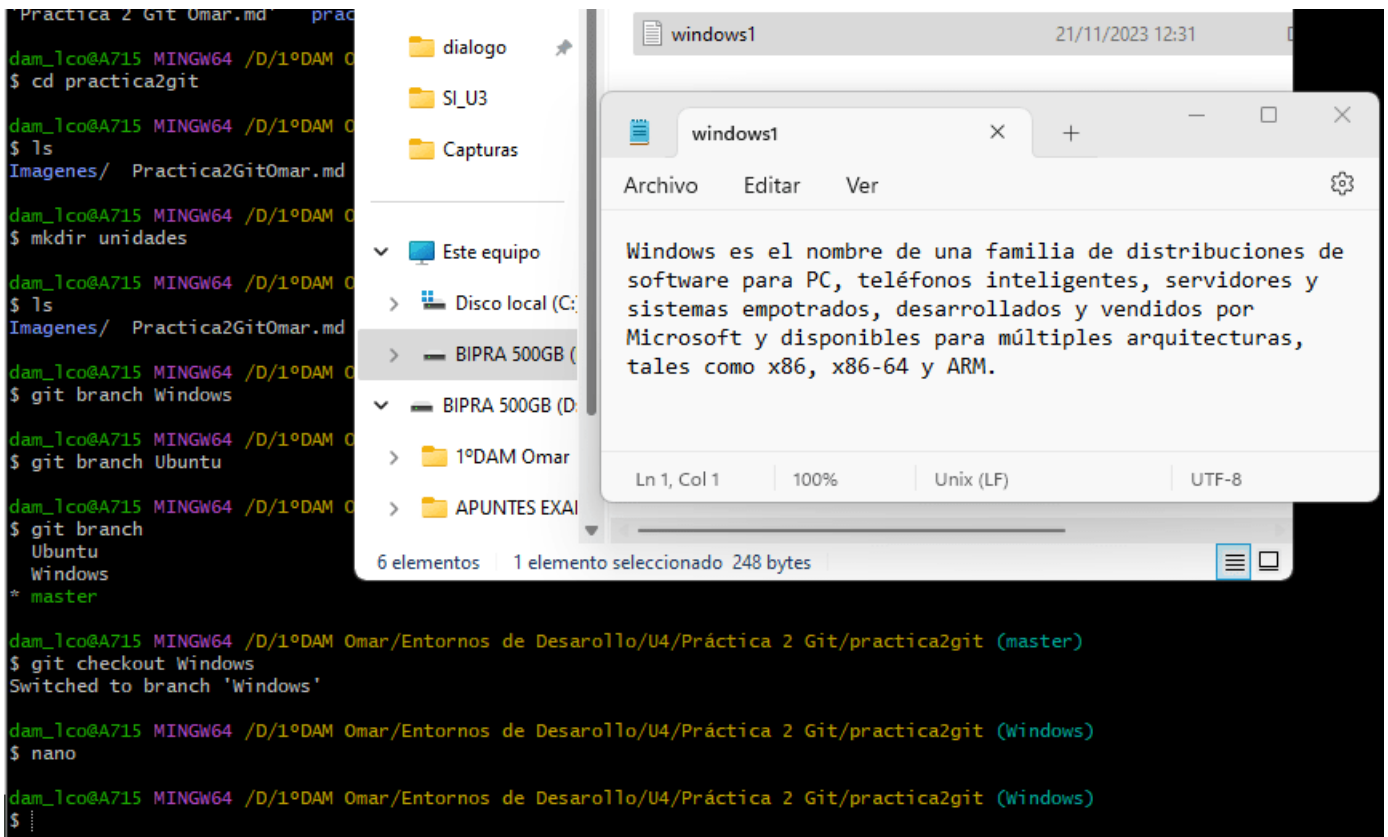 'Practica 2 Git Omar.md' prac
dam_lco@A715 MINGW64 /D/1ºDAM O
$ cd practica2git
dam_lco@A715 MINGW64 /D/1ºDAM O
$ ls
Imagenes/  Practica2GitOmar.md
dam_lco@A715 MINGW64 /D/1ºDAM O
$ mkdir unidades
dam_lco@A715 MINGW64 /D/1ºDAM O
$ ls
Imagenes/  Practica2GitOmar.md
dam_lco@A715 MINGW64 /D/1ºDAM O
$ git branch Windows
dam_lco@A715 MINGW64 /D/1ºDAM O
$ git branch Ubuntu
dam_lco@A715 MINGW64 /D/1ºDAM O
$ git branch
Ubuntu
Windows
* master
dam_lco@A715 MINGW64 /D/1ºDAM Omar/Entornos de Desarollo/U4/Práctica 2 Git/practica2git (master)
$ git checkout Windows
Switched to branch 'Windows'
dam_lco@A715 MINGW64 /D/1ºDAM Omar/Entornos de Desarollo/U4/Práctica 2 Git/practica2git (Windows)
$ nano
dam_lco@A715 MINGW64 /D/1ºDAM Omar/Entornos de Desarollo/U4/Práctica 2 Git/practica2git (Windows)
$
dialogo
SI_U3
Capturas
Este equipo
Disco local (C:)
BIPRA 500GB (
BIPRA 500GB (D:
1ºDAM Omar
APUNTES EXA
6 elementos 1 elemento seleccionado 248 bytes
windows1 21/11/2023 12:31
windows1
Archivo Editar Ver
Windows es el nombre de una familia de distribuciones de
software para PC, teléfonos inteligentes, servidores y
sistemas empotrados, desarrollados y vendidos por
Microsoft y disponibles para múltiples arquitecturas,
tales como x86, x86-64 y ARM.
Ln 1, Col 1 100% Unix (LF) UTF-8